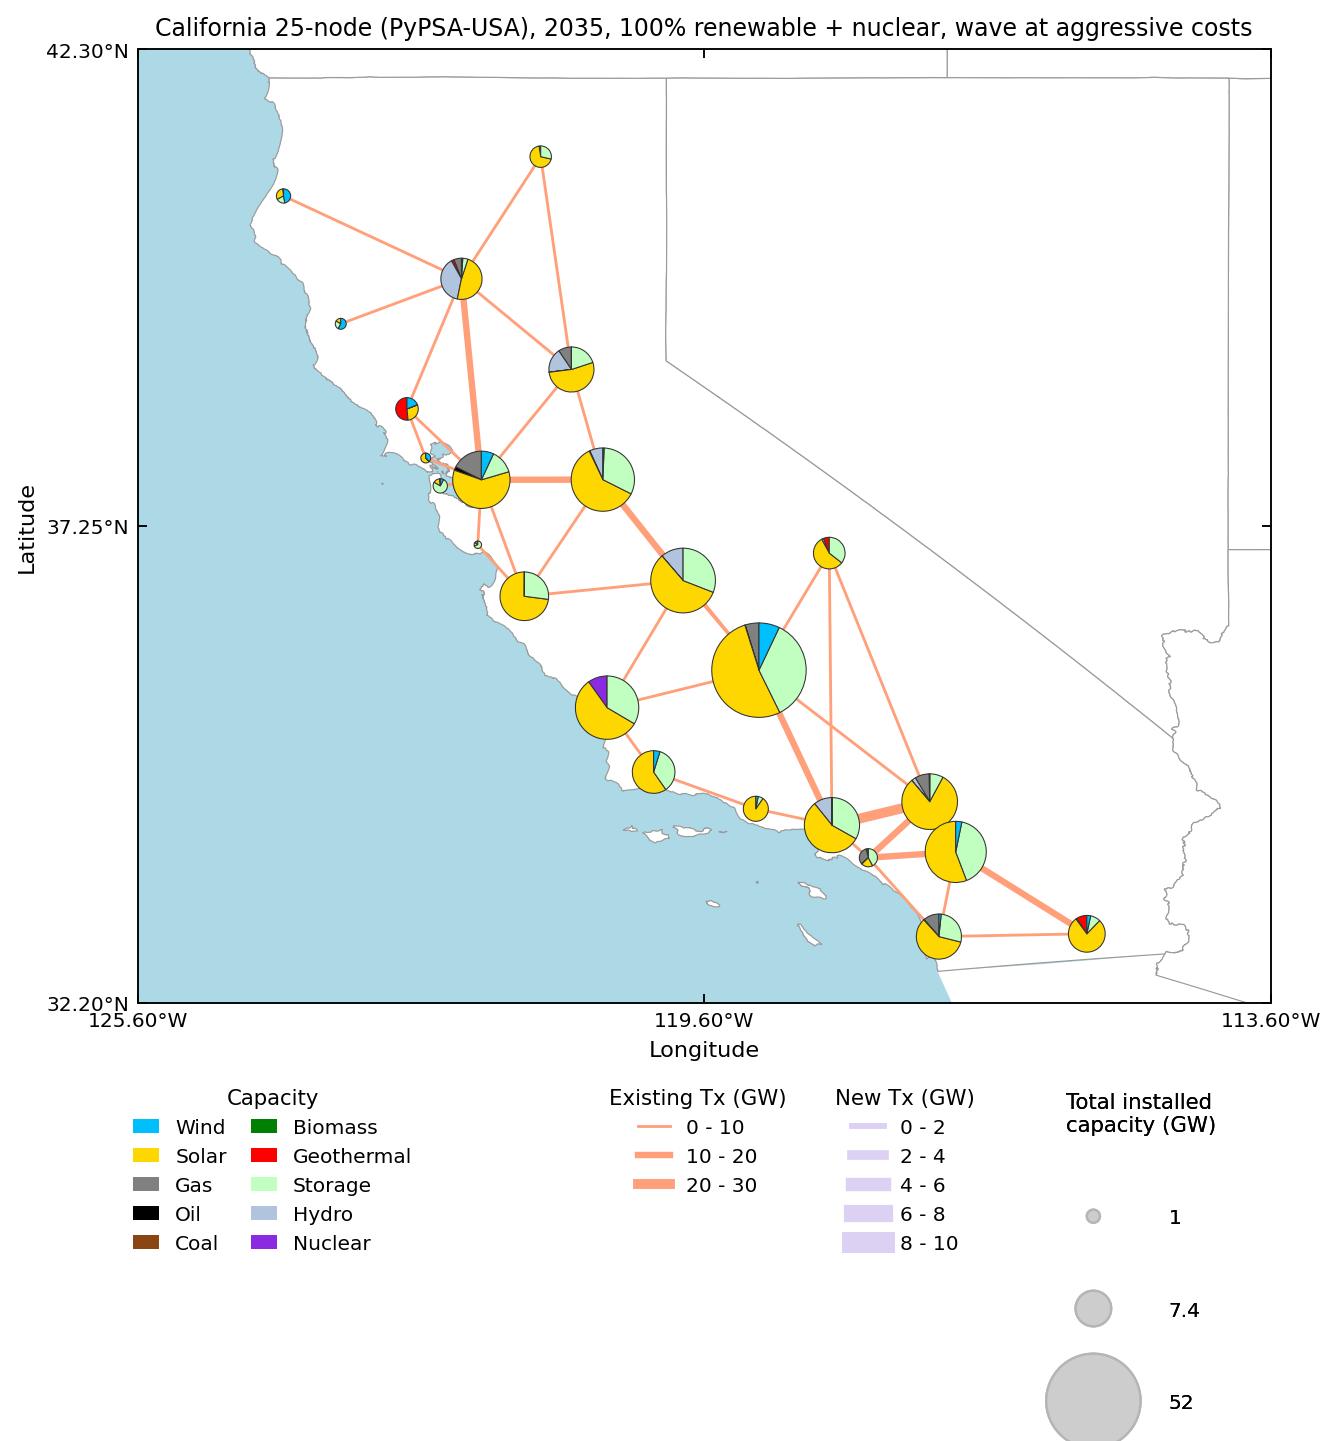 California 25-node (PyPSA-USA), 2035, 100% renewable + nuclear, wave at aggressive costs
42.30°N
37.25°N
32.20°N
Latitude
125.60°W
119.60°W
113.60°W
Longitude
Capacity
Wind
Solar
Gas
Oil
Coal
Biomass
Geothermal
Storage
Hydro
Nuclear
Existing Tx (GW)
0 - 10
10 - 20
20 - 30
New Tx (GW)
0 - 2
2 - 4
4 - 6
6 - 8
8 - 10
Total installed
capacity (GW)
1
7.4
52